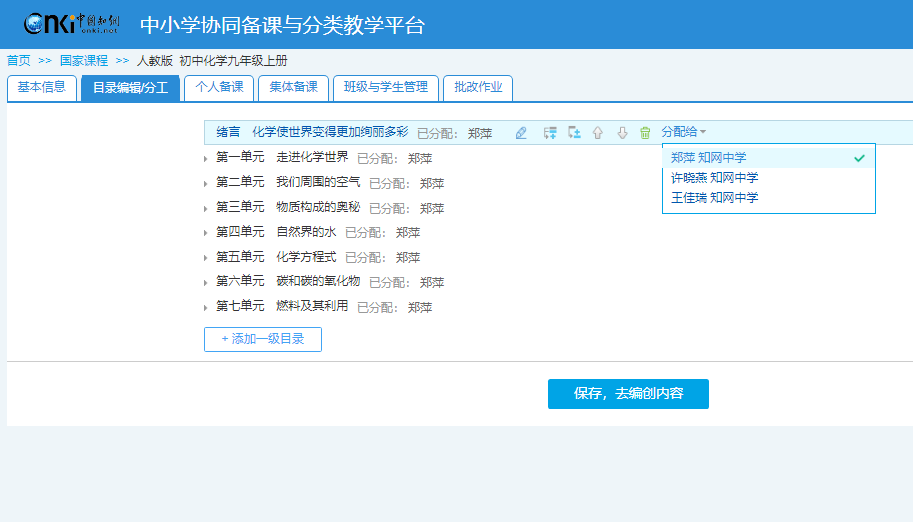 cnki 中国知网
cnki.net
中小学协同备课与分类教学平台
首页 >> 国家课程 >> 人教版 初中化学九年级上册
基本信息 目录编辑/分工 个人备课 集体备课 班级与学生管理 批改作业
绪言 化学使世界变得更加绚丽多彩 已分配: 郑萍 分配给
郑萍 知网中学
许晓燕 知网中学
王佳瑞 知网中学
第一单元 走进化学世界 已分配: 郑萍
第二单元 我们周围的空气 已分配: 郑萍
第三单元 物质构成的奥秘 已分配: 郑萍
第四单元 自然界的水 已分配: 郑萍
第五单元 化学方程式 已分配: 郑萍
第六单元 碳和碳的氧化物 已分配: 郑萍
第七单元 燃料及其利用 已分配: 郑萍
+ 添加一级目录
保存，去编创内容